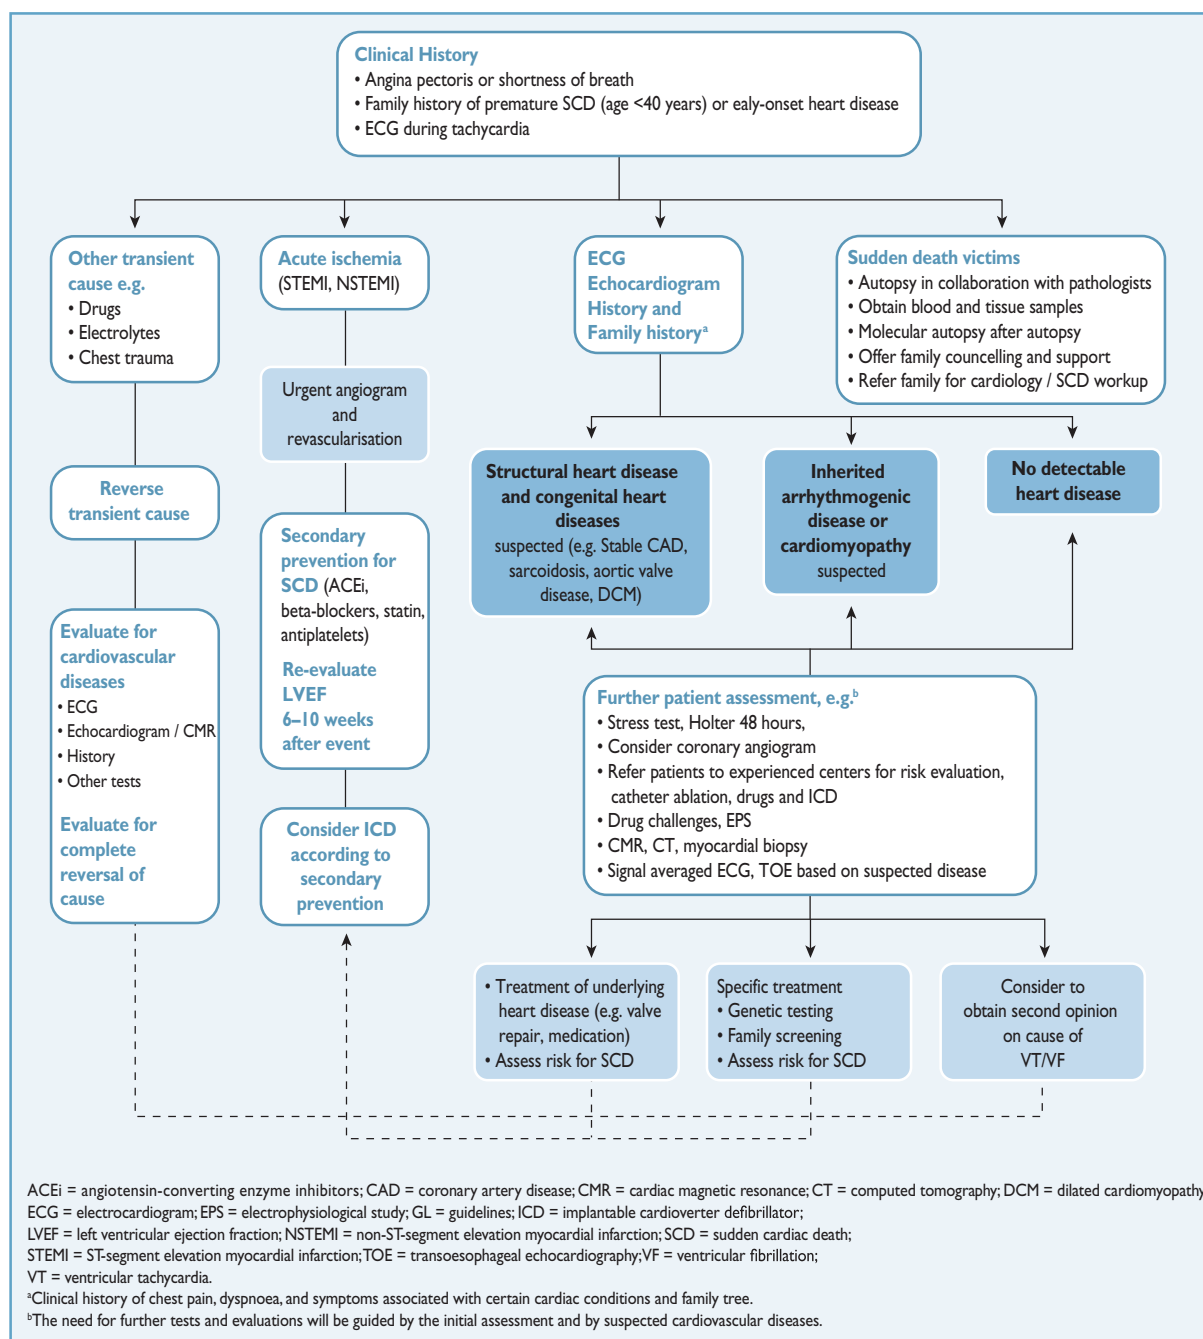 Clinical History
• Angina pectoris or shortness of breath
• Family history of premature SCD (age <40 years) or ealy-onset heart disease
• ECG during tachycardia
Other transient
cause e.g.
• Drugs
• Electrolytes
• Chest trauma
Acute ischemia
(STEMI, NSTEMI)
ECG
Echocardiogram
History and
Family historyᵃ
Sudden death victims
• Autopsy in collaboration with pathologists
• Obtain blood and tissue samples
• Molecular autopsy after autopsy
• Offer family councelling and support
• Refer family for cardiology / SCD workup
Urgent angiogram
and
revascularisation
Structural heart disease
and congenital heart
diseases
suspected (e.g. Stable CAD,
sarcoidosis, aortic valve
disease, DCM)
Inherited
arrhythmogenic
disease or
cardiomyopathy
suspected
No detectable
heart disease
Reverse
transient cause
Secondary
prevention for
SCD (ACEi,
beta-blockers, statin,
antiplatelets)
Re-evaluate
LVEF
6–10 weeks
after event
Evaluate for
cardiovascular
diseases
• ECG
• Echocardiogram / CMR
• History
• Other tests
Evaluate for
complete
reversal of
cause
Consider ICD
according to
secondary
prevention
Further patient assessment, e.g.ᵇ
• Stress test, Holter 48 hours,
• Consider coronary angiogram
• Refer patients to experienced centers for risk evaluation,
catheter ablation, drugs and ICD
• Drug challenges, EPS
• CMR, CT, myocardial biopsy
• Signal averaged ECG, TOE based on suspected disease
• Treatment of underlying
heart disease (e.g. valve
repair, medication)
• Assess risk for SCD
Specific treatment
• Genetic testing
• Family screening
• Assess risk for SCD
Consider to
obtain second opinion
on cause of
VT/VF
ACEi = angiotensin-converting enzyme inhibitors; CAD = coronary artery disease; CMR = cardiac magnetic resonance; CT = computed tomography; DCM = dilated cardiomyopathy
ECG = electrocardiogram; EPS = electrophysiological study; GL = guidelines; ICD = implantable cardioverter defibrillator;
LVEF = left ventricular ejection fraction; NSTEMI = non-ST-segment elevation myocardial infarction; SCD = sudden cardiac death;
STEMI = ST-segment elevation myocardial infarction; TOE = transoesophageal echocardiography; VF = ventricular fibrillation;
VT = ventricular tachycardia.
ᵃClinical history of chest pain, dyspnoea, and symptoms associated with certain cardiac conditions and family tree.
ᵇThe need for further tests and evaluations will be guided by the initial assessment and by suspected cardiovascular diseases.